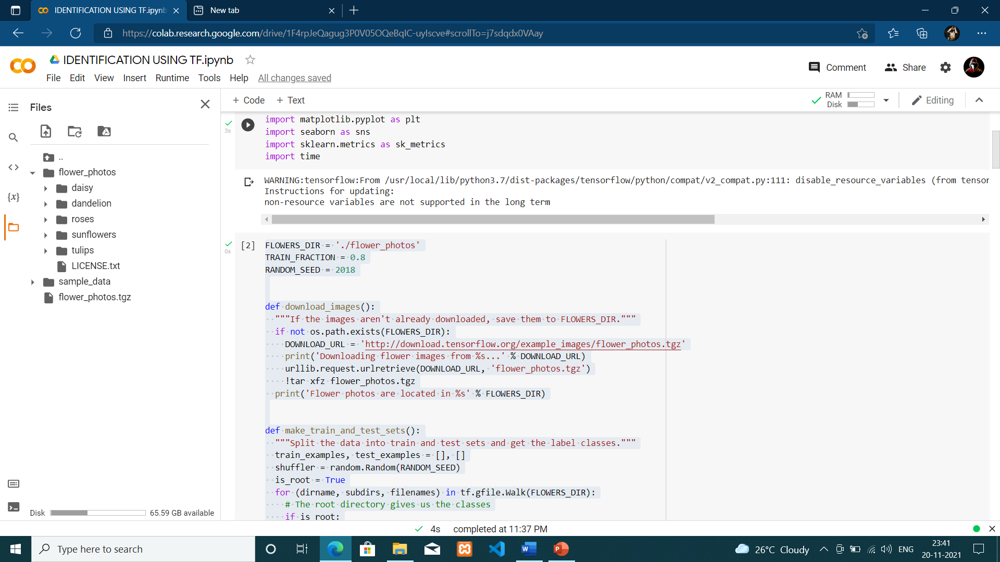 IDENTIFICATION USING TF.ipynb
New tab
https://colab.research.google.com/drive/1F4rpJeQagug3P0V05OQeBqIC-uyIscve#scrollTo=j7sdqdx0VAay
IDENTIFICATION USING TF.ipynb
Comment
Share
File Edit View Insert Runtime Tools Help All changes saved
Files
+ Code + Text
RAM
Disk
Editing
..
flower_photos
daisy
dandelion
roses
sunflowers
tulips
LICENSE.txt
sample_data
flower_photos.tgz
Disk 65.59 GB available
3s
import matplotlib.pyplot as plt
import seaborn as sns
import sklearn.metrics as sk_metrics
import time
WARNING:tensorflow:From /usr/local/lib/python3.7/dist-packages/tensorflow/python/compat/v2_compat.py:111: disable_resource_variables (from tensor
Instructions for updating:
non-resource variables are not supported in the long term
0s
[2] FLOWERS_DIR = './flower_photos'
TRAIN_FRACTION = 0.8
RANDOM_SEED = 2018
def download_images():
"""If the images aren't already downloaded, save them to FLOWERS_DIR."""
if not os.path.exists(FLOWERS_DIR):
DOWNLOAD_URL = 'http://download.tensorflow.org/example_images/flower_photos.tgz'
print('Downloading flower images from %s...' % DOWNLOAD_URL)
urllib.request.urlretrieve(DOWNLOAD_URL, 'flower_photos.tgz')
!tar xfz flower_photos.tgz
print('Flower photos are located in %s' % FLOWERS_DIR)
def make_train_and_test_sets():
"""Split the data into train and test sets and get the label classes."""
train_examples, test_examples = [], []
shuffler = random.Random(RANDOM_SEED)
is_root = True
for (dirname, subdirs, filenames) in tf.gfile.Walk(FLOWERS_DIR):
# The root directory gives us the classes
if is_root:
4s completed at 11:37 PM
Type here to search
26°C Cloudy
ENG
23:41
20-11-2021